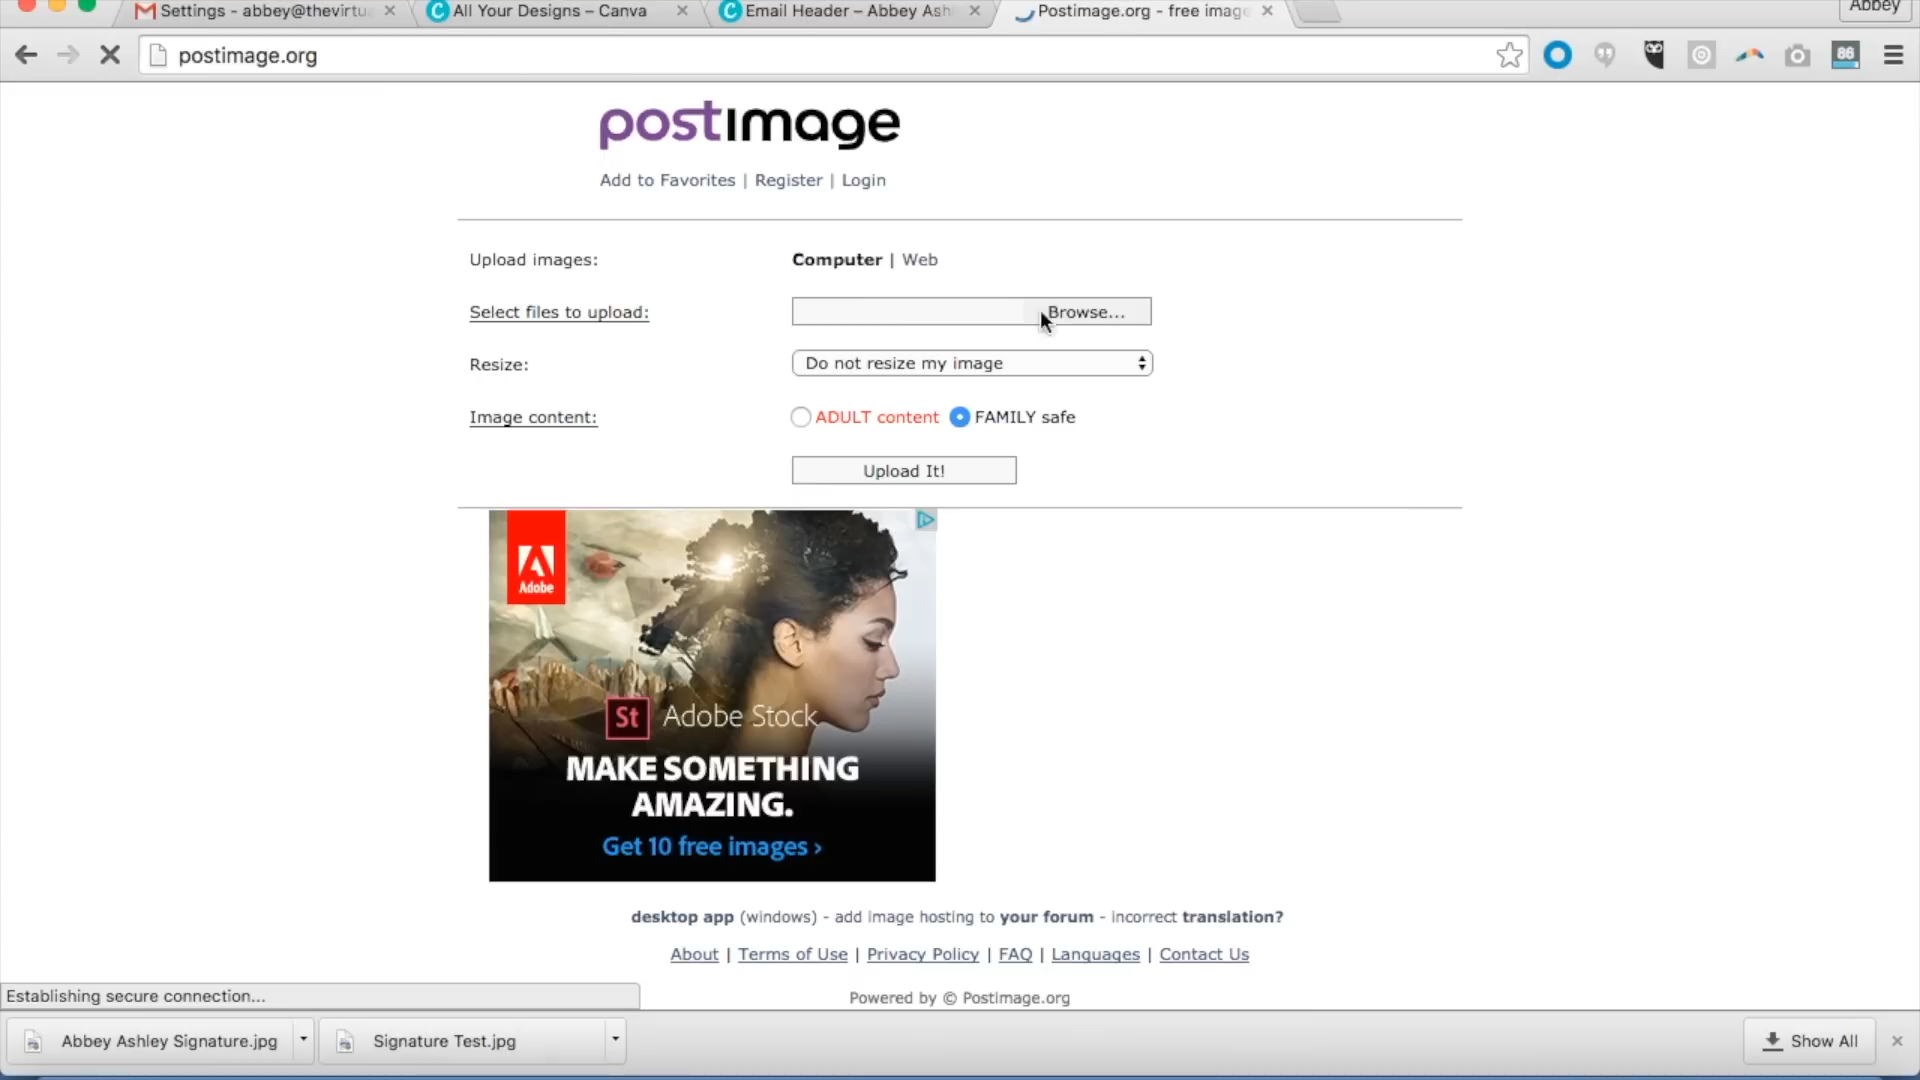 Settings - abbey@thevirtu
All Your Designs – Canva
Email Header – Abbey Ash
Postimage.org - free image
Abbey
postimage.org
86
postimage
Add to Favorites | Register | Login
Upload images:
Computer | Web
Select files to upload:
Browse...
Resize:
Do not resize my image
Image content:
ADULT content
FAMILY safe
Upload It!
Adobe
St Adobe Stock
MAKE SOMETHING
AMAZING.
Get 10 free images ›
desktop app (windows) - add image hosting to your forum - incorrect translation?
About | Terms of Use | Privacy Policy | FAQ | Languages | Contact Us
Establishing secure connection...
Powered by © Postimage.org
Abbey Ashley Signature.jpg
Signature Test.jpg
Show All